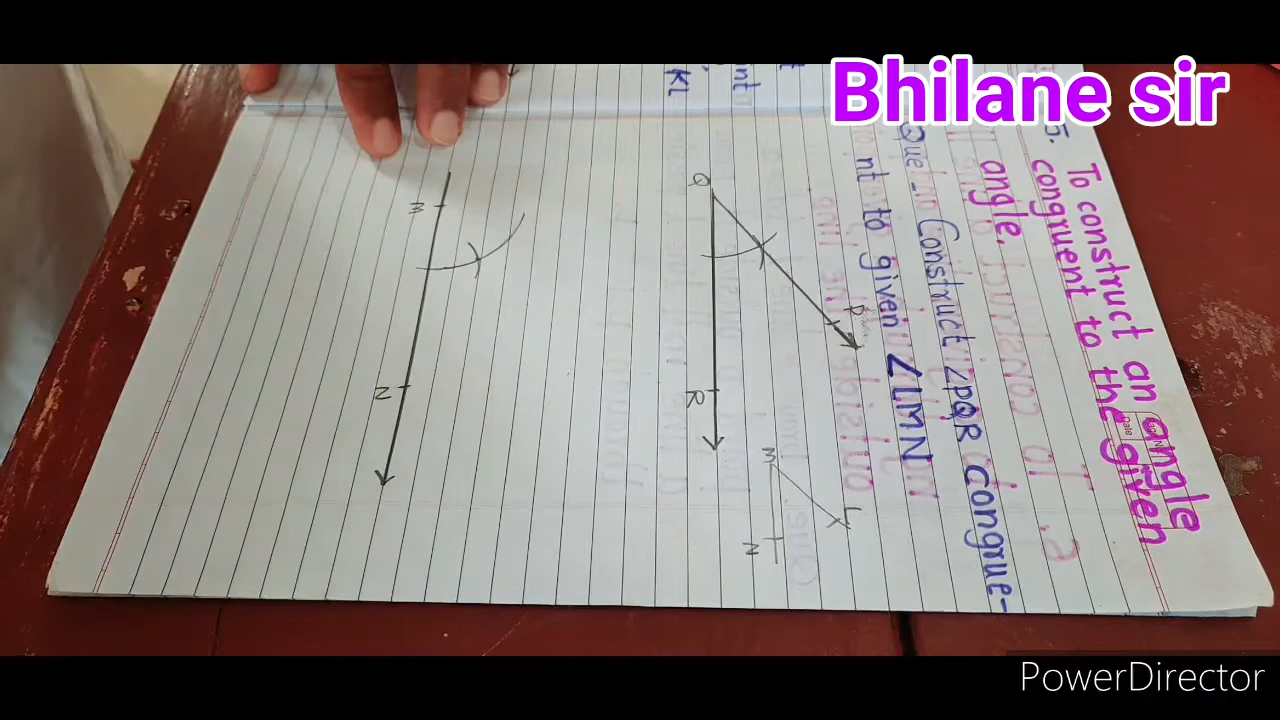 Bhilane sir
5. To construct an angle
congruent to the given
angle.
Que - Construct ∠PQR congrue-
nt to given ∠LMN
KL
Q
P
R
M
L
N
M
N
PowerDirector